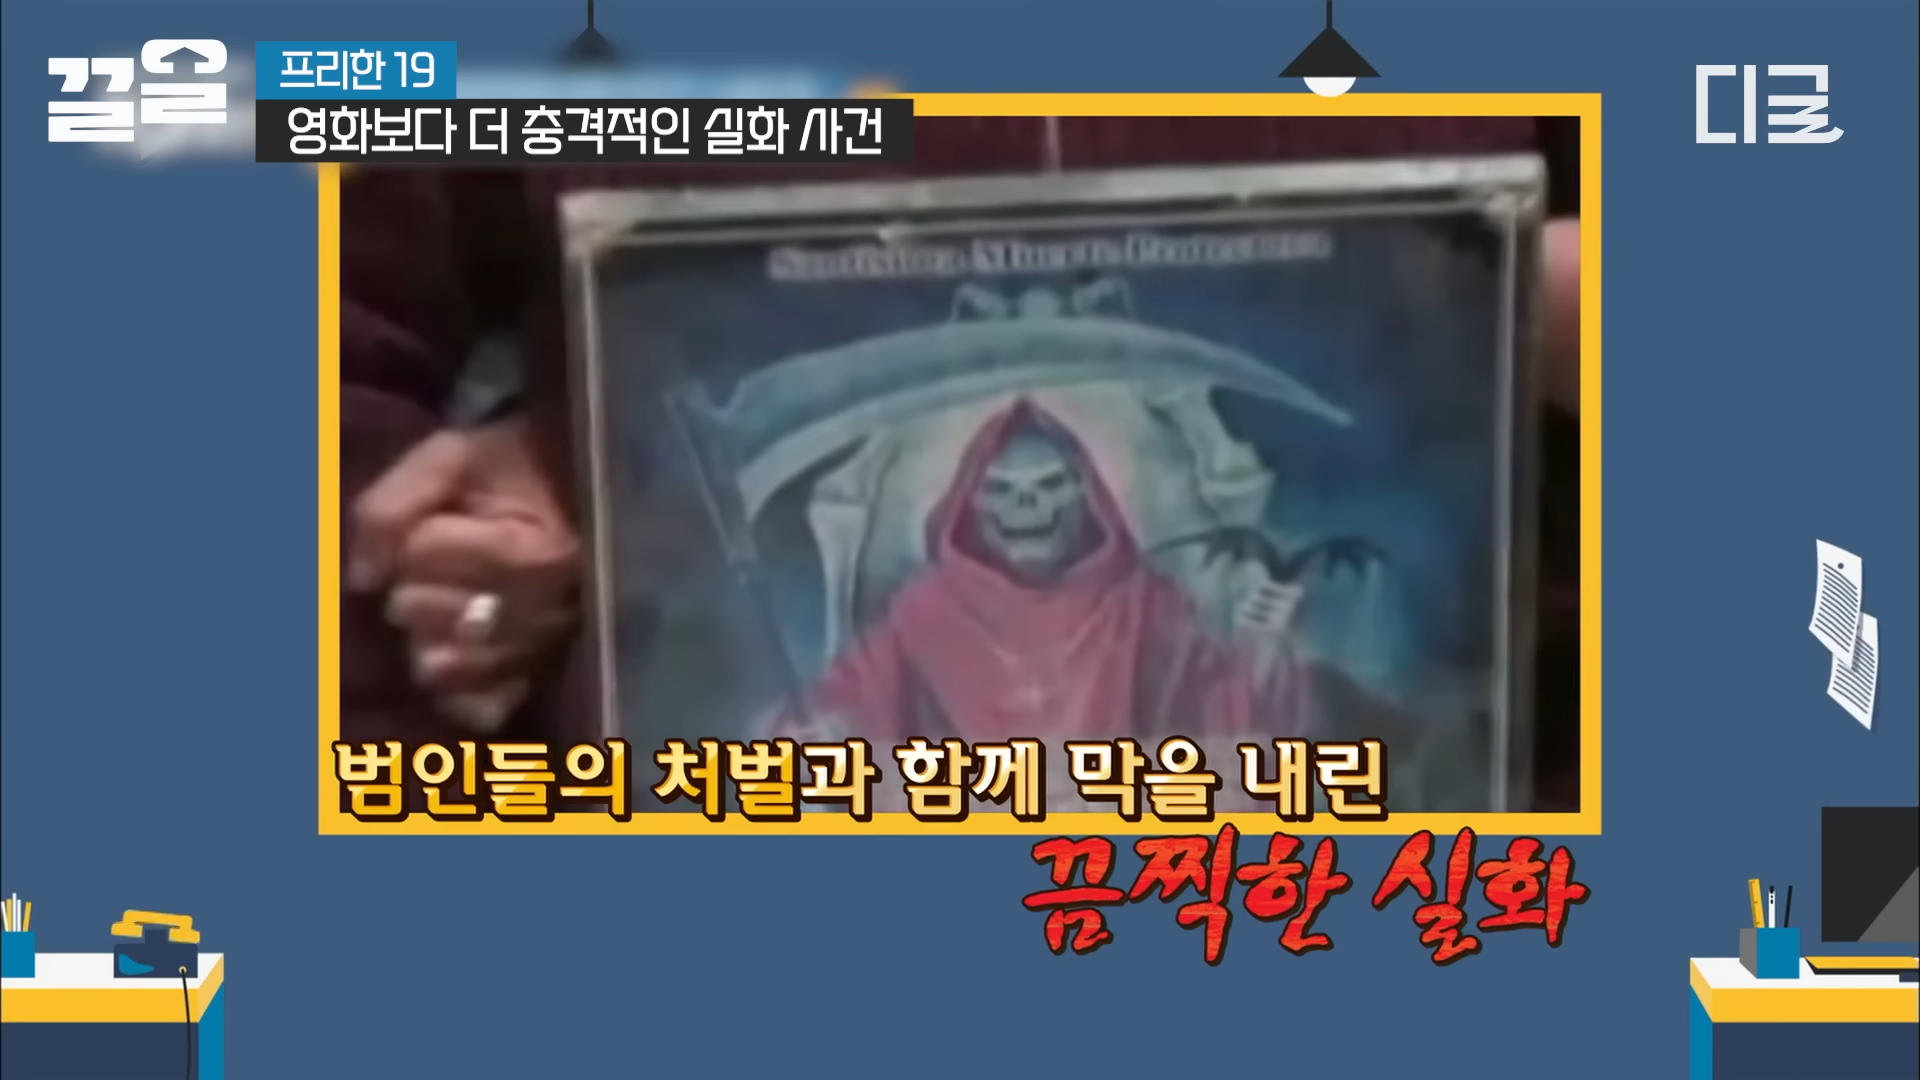 끌올
프리한 19
영화보다 더 충격적인 실화 사건
디글
범인들의 처벌과 함께 막을 내린
끔찍한 실화